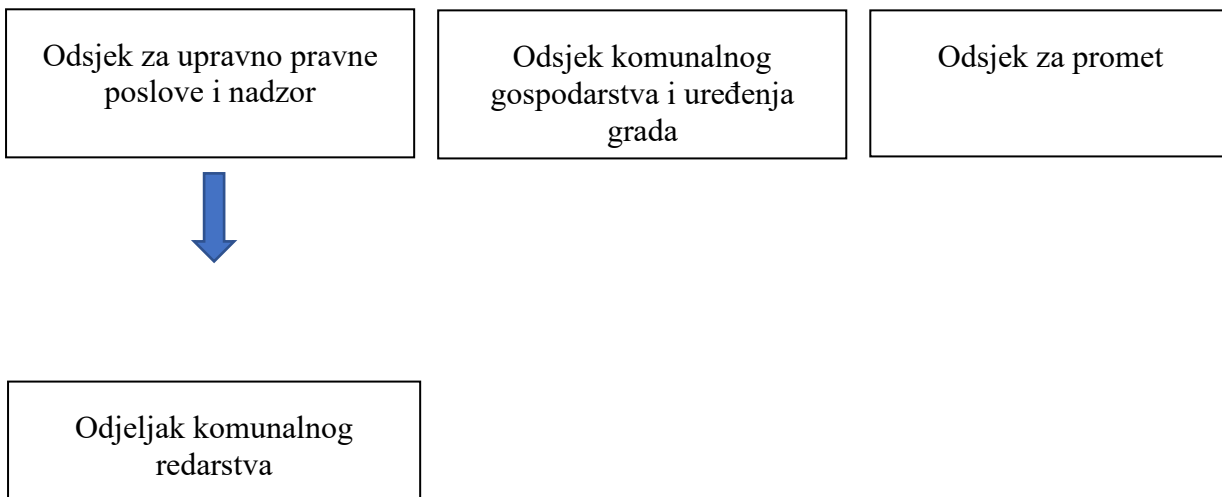 Odsjek za upravno pravne
poslove i nadzor
Odsjek komunalnog
gospodarstva i uređenja
grada
Odsjek za promet
Odjeljak komunalnog
redarstva